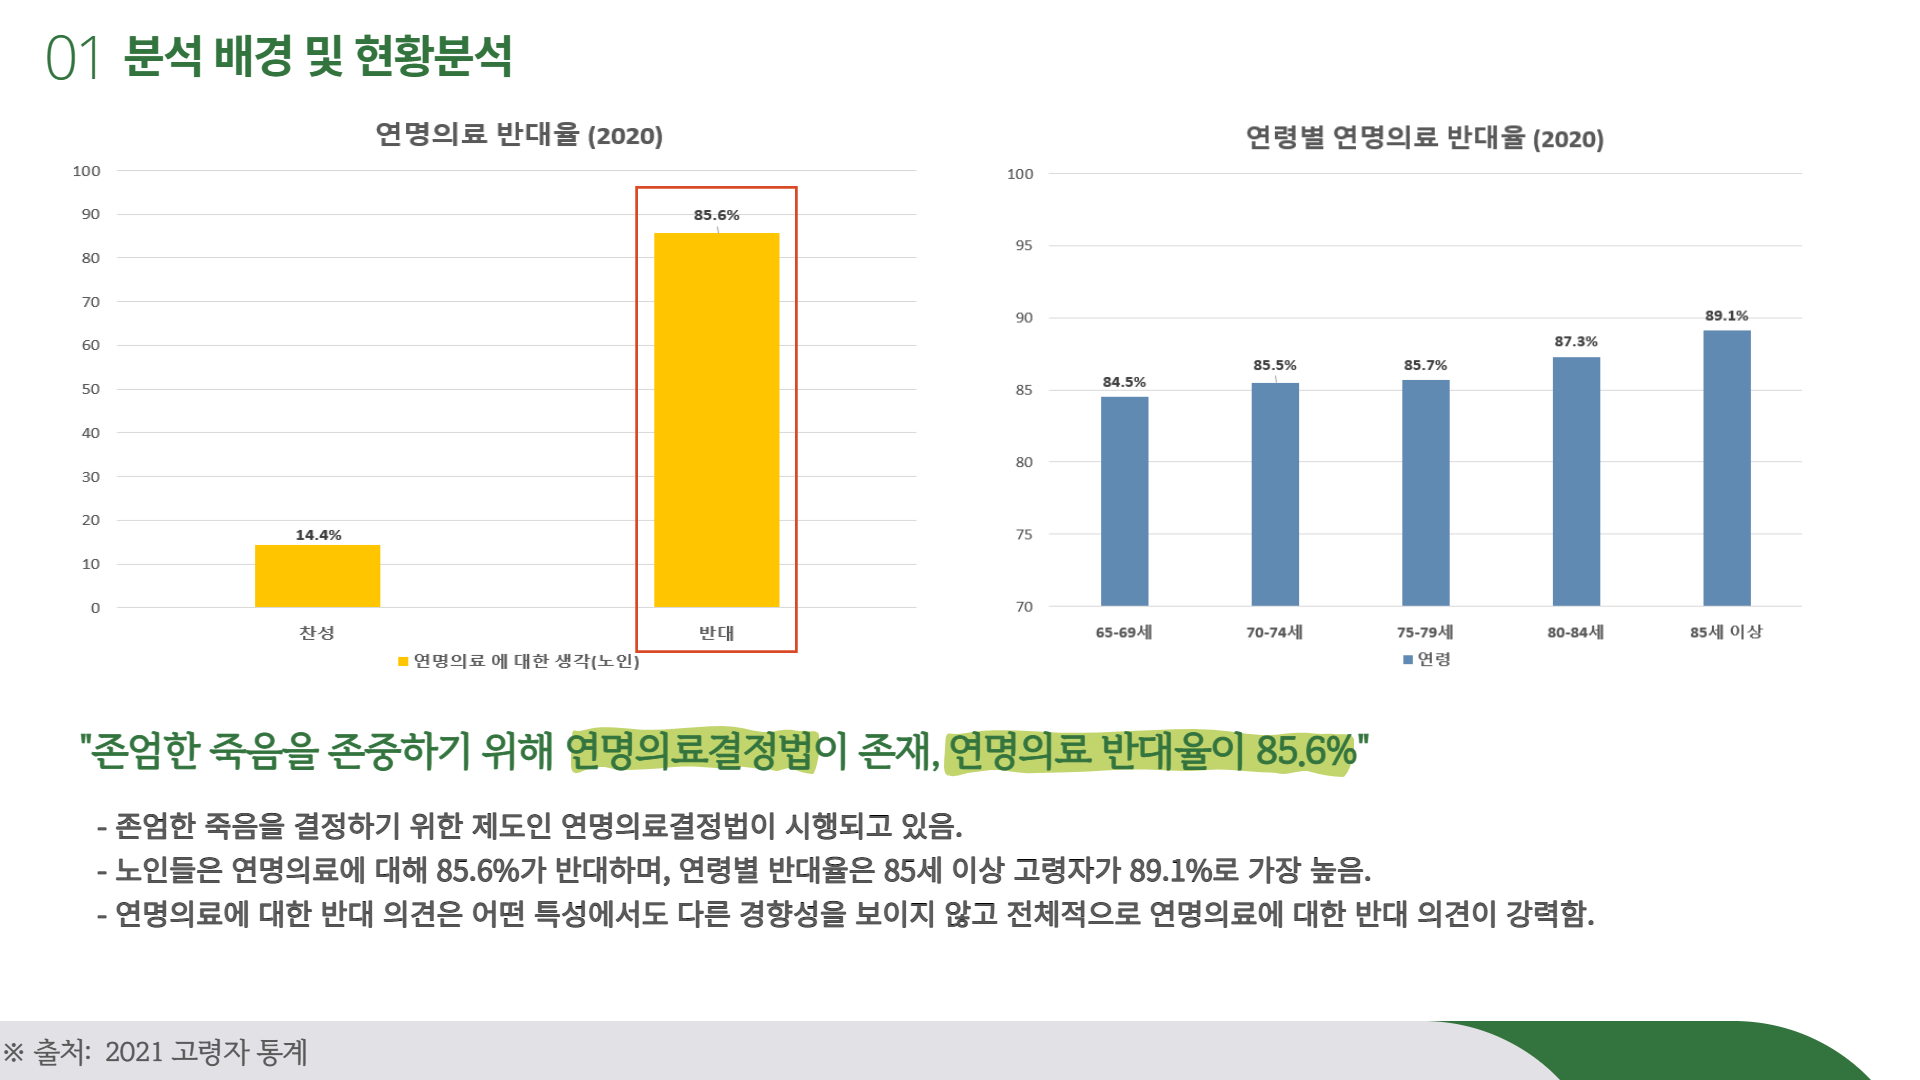 01 분석 배경 및 현황분석
연명의료 반대율 (2020)
100
90
80
70
60
50
40
30
20
10
0
14.4%
85.6%
찬성
반대
연명의료 에 대한 생각(노인)
연령별 연명의료 반대율 (2020)
100
95
90
85
80
75
70
84.5%
85.5%
85.7%
87.3%
89.1%
65-69세
70-74세
75-79세
80-84세
85세 이상
연령
"존엄한 죽음을 존중하기 위해 연명의료결정법이 존재, 연명의료 반대율이 85.6%"
- 존엄한 죽음을 결정하기 위한 제도인 연명의료결정법이 시행되고 있음.
- 노인들은 연명의료에 대해 85.6%가 반대하며, 연령별 반대율은 85세 이상 고령자가 89.1%로 가장 높음.
- 연명의료에 대한 반대 의견은 어떤 특성에서도 다른 경향성을 보이지 않고 전체적으로 연명의료에 대한 반대 의견이 강력함.
※ 출처: 2021 고령자 통계